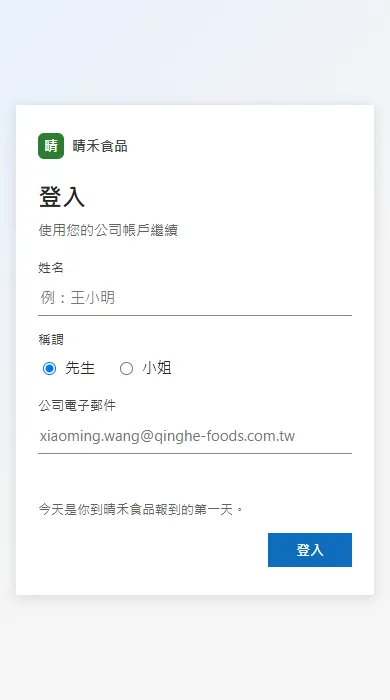 晴 晴禾食品
登入
使用您的公司帳戶繼續
姓名
例：王小明
稱謂
先生 小姐
公司電子郵件
xiaoming.wang@qinghe-foods.com.tw
今天是你到晴禾食品報到的第一天。
登入